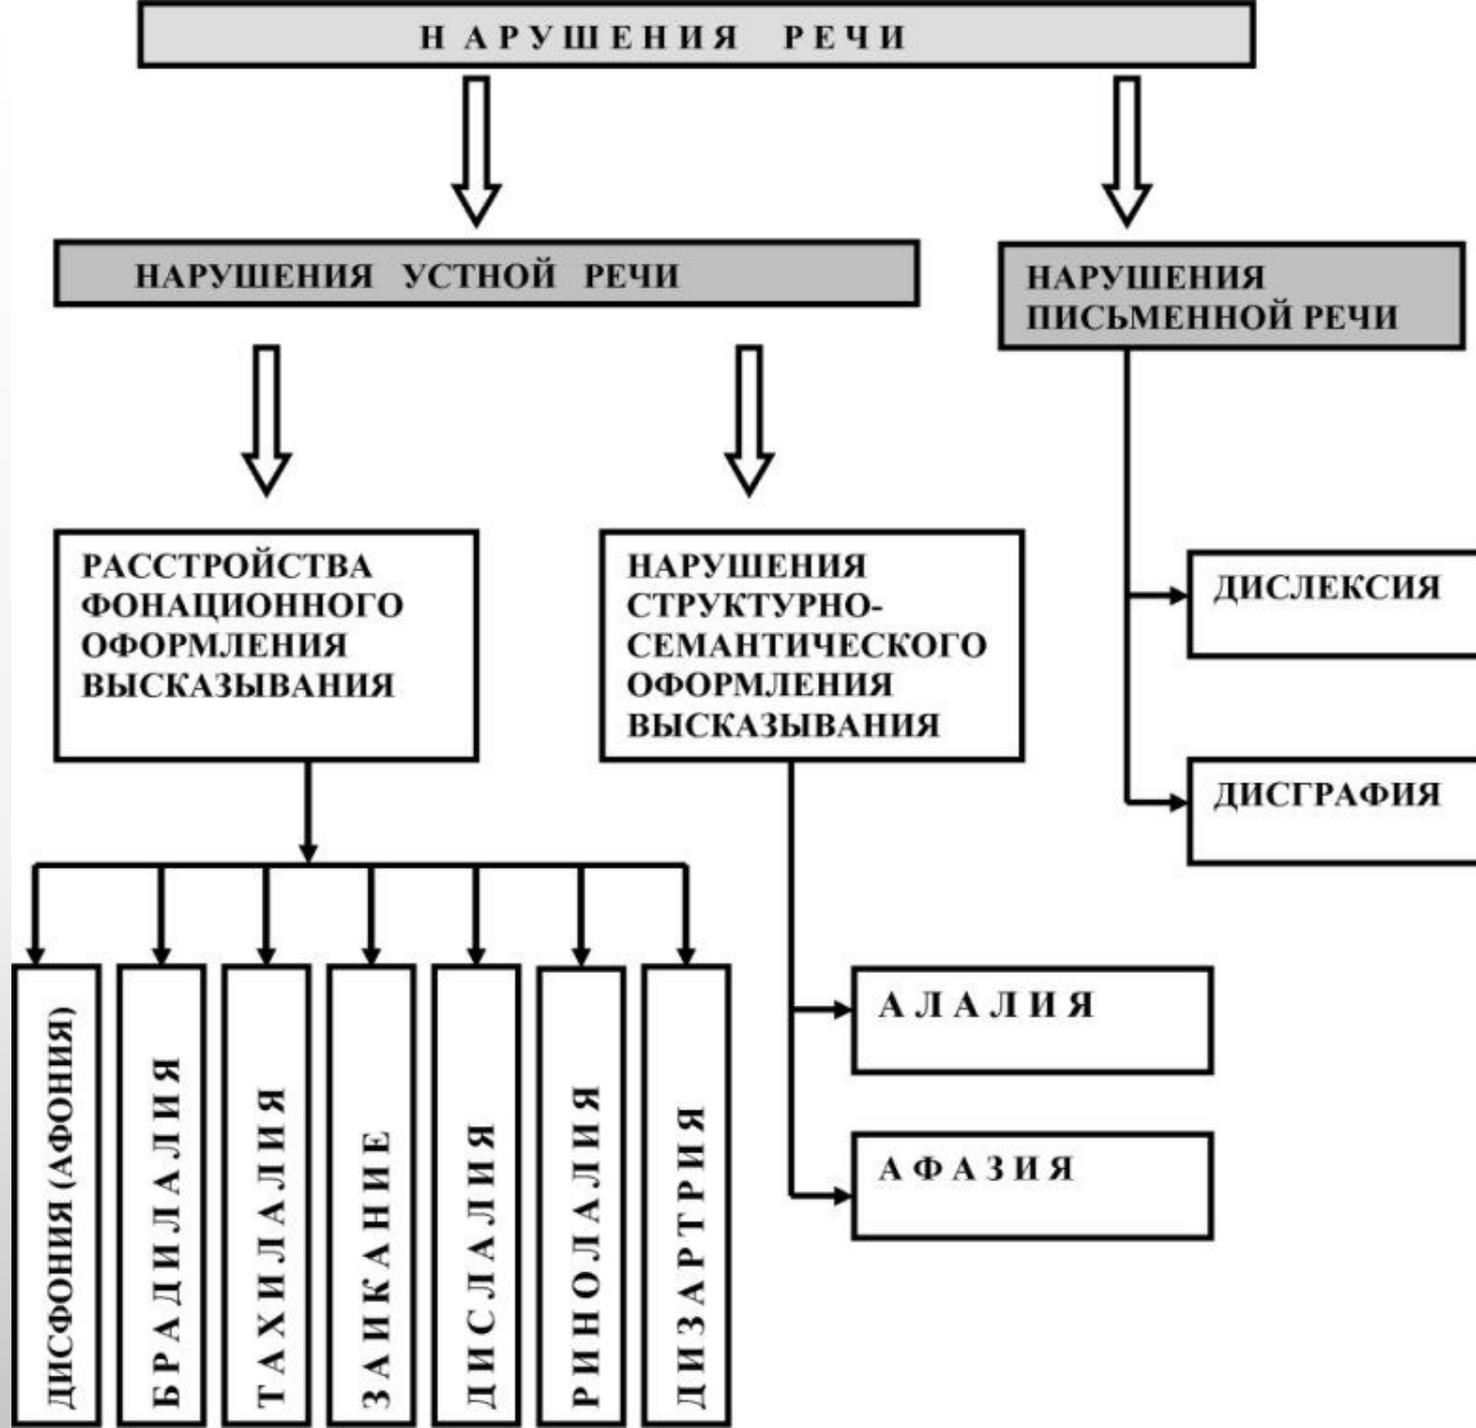 Н АРУШЕНИЯ РЕЧИ
НАРУШЕНИЯ УСТНОЙ РЕЧИ
НАРУШЕНИЯ
ПИСЬМЕННОЙ РЕЧИ
РАССТРОЙСТВА
ФОНАЦИОННОГО
ОФОРМЛЕНИЯ
ВЫСКАЗЫВАНИЯ
НАРУШЕНИЯ
СТРУКТУРНО-
СЕМАНТИЧЕСКОГО
ОФОРМЛЕНИЯ
ВЫСКАЗЫВАНИЯ
ДИСЛЕКСИЯ
ДИСГРАФИЯ
ДИСФОНИЯ (АФОНИЯ)
БРАДИЛАЛИЯ
ТАХИЛАЛИЯ
ЗАИКАНИЕ
ДИСЛАЛИЯ
РИНОЛАЛИЯ
ДИЗАРТРИЯ
АЛАЛИЯ
АФАЗИЯ